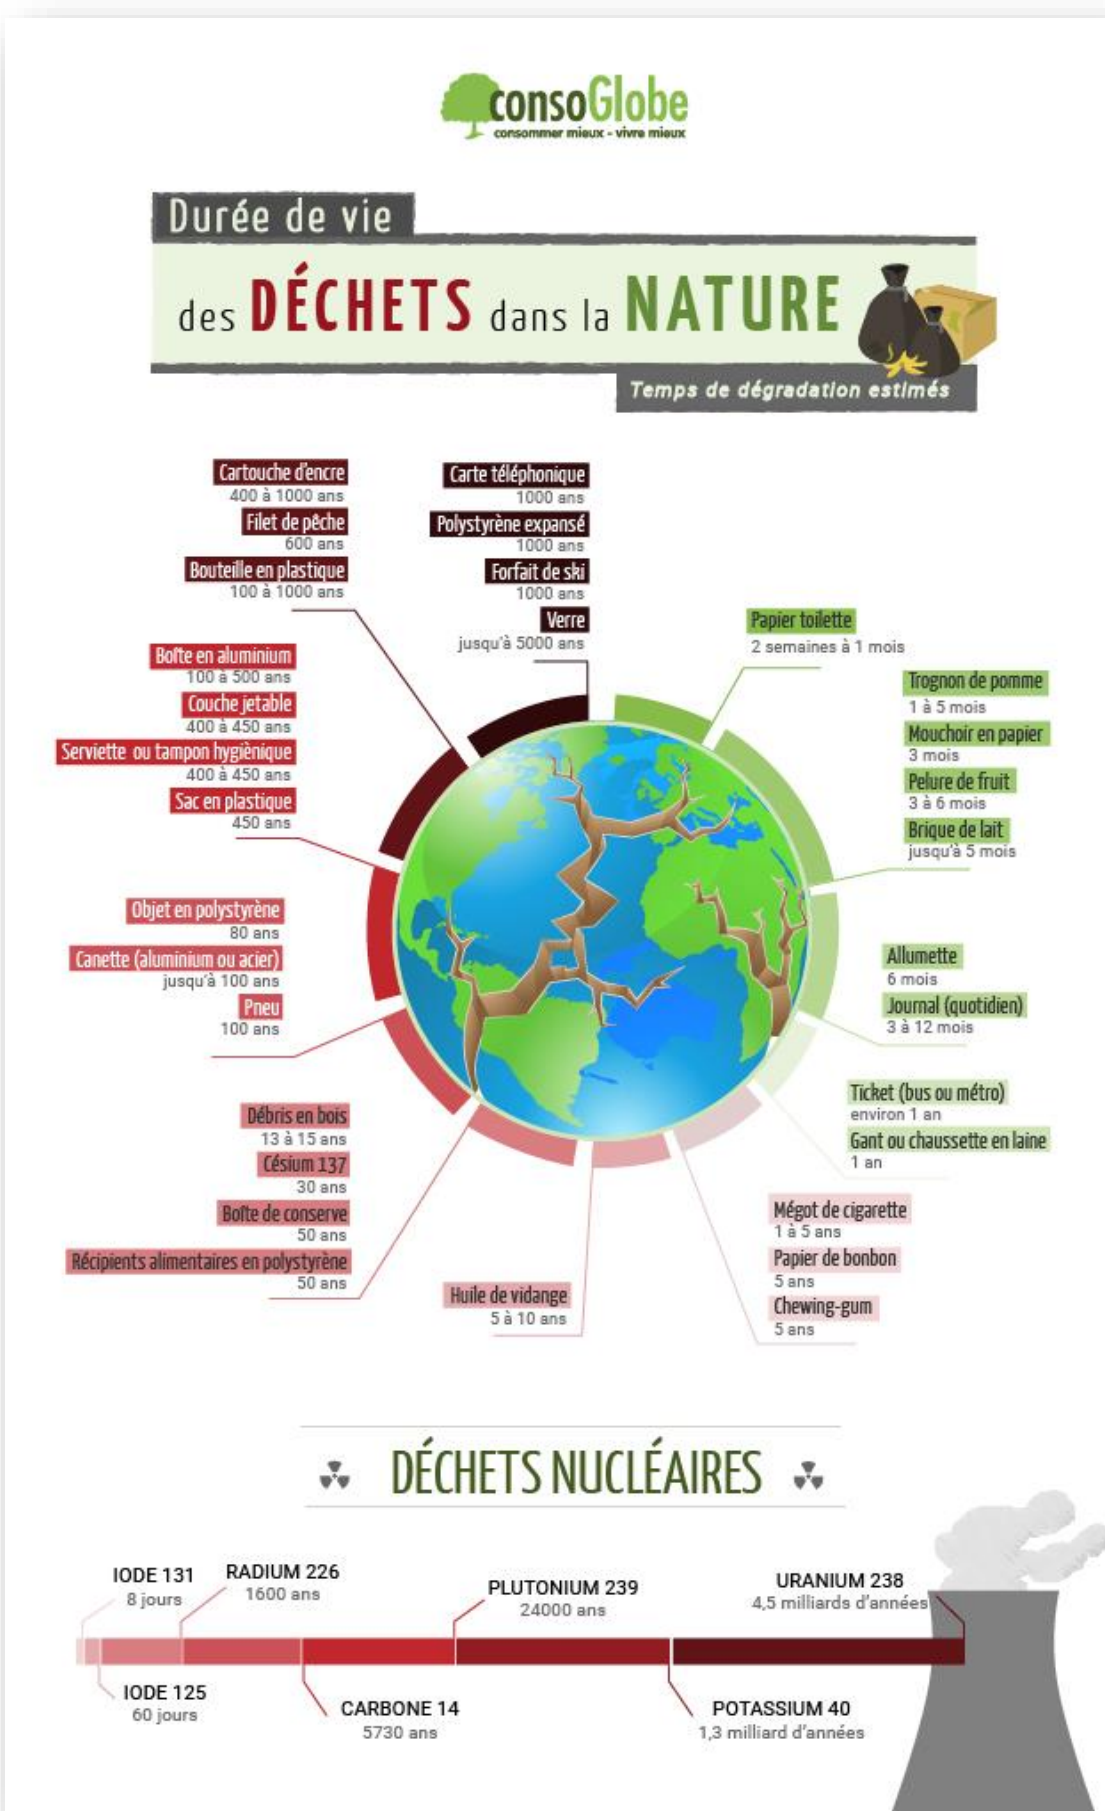 consoGlobe
consommer mieux - vivre mieux
Durée de vie
des DÉCHETS dans la NATURE
Temps de dégradation estimés
Cartouche d'encre
400 à 1000 ans
Filet de pêche
600 ans
Bouteille en plastique
100 à 1000 ans
Carte téléphonique
1000 ans
Polystyrène expansé
1000 ans
Forfait de ski
1000 ans
Verre
jusqu'à 5000 ans
Papier toilette
2 semaines à 1 mois
Trognon de pomme
1 à 5 mois
Mouchoir en papier
3 mois
Pelure de fruit
3 à 6 mois
Brique de lait
jusqu'à 5 mois
Boîte en aluminium
100 à 500 ans
Couche jetable
400 à 450 ans
Serviette ou tampon hygiènique
400 à 450 ans
Sac en plastique
450 ans
Objet en polystyrène
80 ans
Canette (aluminium ou acier)
jusqu'à 100 ans
Pneu
100 ans
Allumette
6 mois
Journal (quotidien)
3 à 12 mois
Ticket (bus ou métro)
environ 1 an
Gant ou chaussette en laine
1 an
Débris en bois
13 à 15 ans
Césium 137
30 ans
Boîte de conserve
50 ans
Récipients alimentaires en polystyrène
50 ans
Huile de vidange
5 à 10 ans
Mégot de cigarette
1 à 5 ans
Papier de bonbon
5 ans
Chewing-gum
5 ans
DÉCHETS NUCLÉAIRES
IODE 131
8 jours
RADIUM 226
1600 ans
PLUTONIUM 239
24000 ans
URANIUM 238
4,5 milliards d'années
IODE 125
60 jours
CARBONE 14
5730 ans
POTASSIUM 40
1,3 milliard d'années